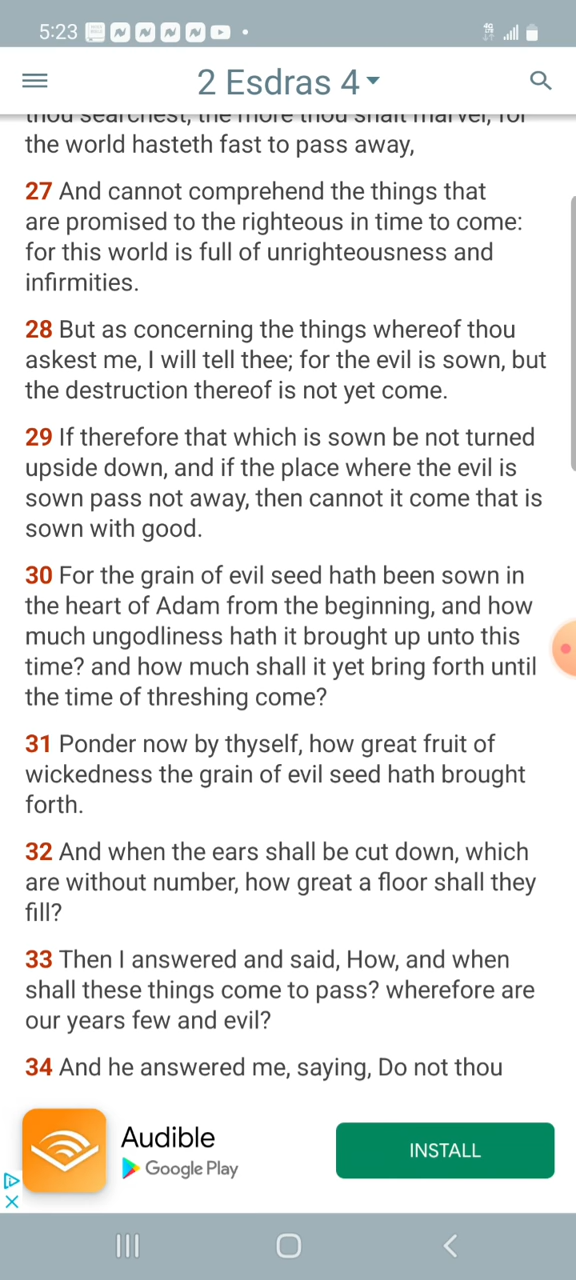 5:23
2 Esdras 4
thou searchest, the more thou shalt marvel, for
the world hasteth fast to pass away,
27 And cannot comprehend the things that
are promised to the righteous in time to come:
for this world is full of unrighteousness and
infirmities.
28 But as concerning the things whereof thou
askest me, I will tell thee; for the evil is sown, but
the destruction thereof is not yet come.
29 If therefore that which is sown be not turned
upside down, and if the place where the evil is
sown pass not away, then cannot it come that is
sown with good.
30 For the grain of evil seed hath been sown in
the heart of Adam from the beginning, and how
much ungodliness hath it brought up unto this
time? and how much shall it yet bring forth until
the time of threshing come?
31 Ponder now by thyself, how great fruit of
wickedness the grain of evil seed hath brought
forth.
32 And when the ears shall be cut down, which
are without number, how great a floor shall they
fill?
33 Then I answered and said, How, and when
shall these things come to pass? wherefore are
our years few and evil?
34 And he answered me, saying, Do not thou
Audible
Google Play
INSTALL